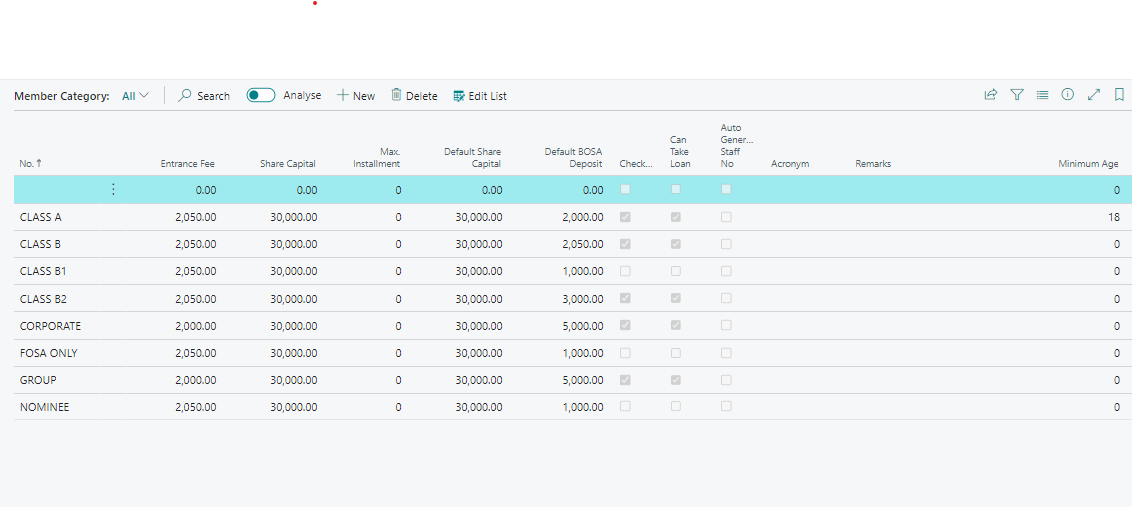 Member Category: All Search Analyse New Delete Edit List
No. ↑ Entrance Fee Share Capital Max. Installment Default Share Capital Default BOSA Deposit Check... Can Take Loan Auto Gener... Staff No Acronym Remarks Minimum Age
0.00 0.00 0 0.00 0.00 0
CLASS A 2,050.00 30,000.00 0 30,000.00 2,000.00 18
CLASS B 2,050.00 30,000.00 0 30,000.00 2,050.00 0
CLASS B1 2,050.00 30,000.00 0 30,000.00 1,000.00 0
CLASS B2 2,050.00 30,000.00 0 30,000.00 3,000.00 0
CORPORATE 2,000.00 30,000.00 0 30,000.00 5,000.00 0
FOSA ONLY 2,050.00 30,000.00 0 30,000.00 1,000.00 0
GROUP 2,000.00 30,000.00 0 30,000.00 5,000.00 0
NOMINEE 2,050.00 30,000.00 0 30,000.00 1,000.00 0